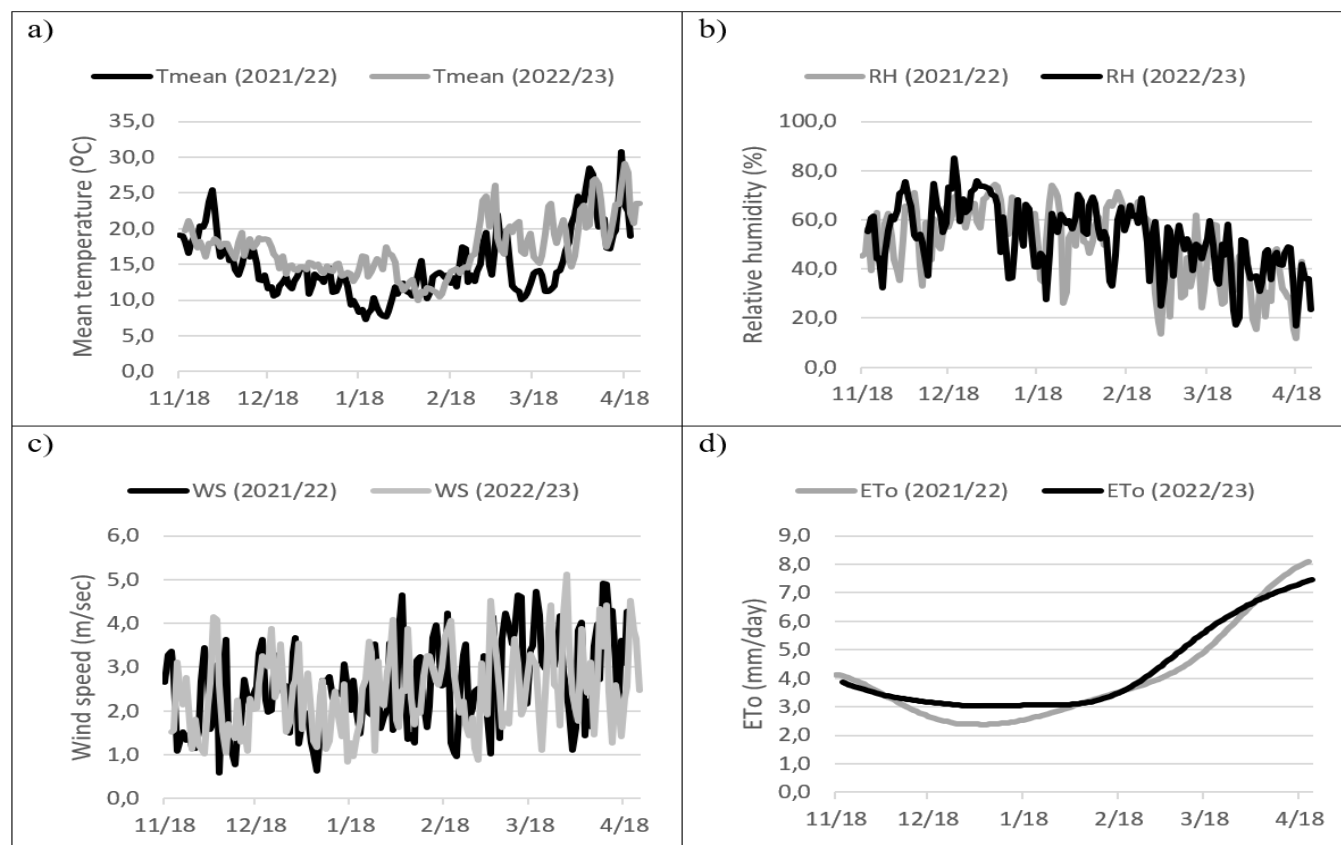 a)
Tmean (2021/22) Tmean (2022/23)
Mean temperature (⁰C)
35,0
30,0
25,0
20,0
15,0
10,0
5,0
0,0
11/18 12/18 1/18 2/18 3/18 4/18
b)
RH (2021/22) RH (2022/23)
Relative humidity (%)
100,0
80,0
60,0
40,0
20,0
0,0
11/18 12/18 1/18 2/18 3/18 4/18
c)
WS (2021/22) WS (2022/23)
Wind speed (m/sec)
6,0
5,0
4,0
3,0
2,0
1,0
0,0
11/18 12/18 1/18 2/18 3/18 4/18
d)
ETo (2021/22) ETo (2022/23)
ETo (mm/day)
9,0
8,0
7,0
6,0
5,0
4,0
3,0
2,0
1,0
0,0
11/18 12/18 1/18 2/18 3/18 4/18